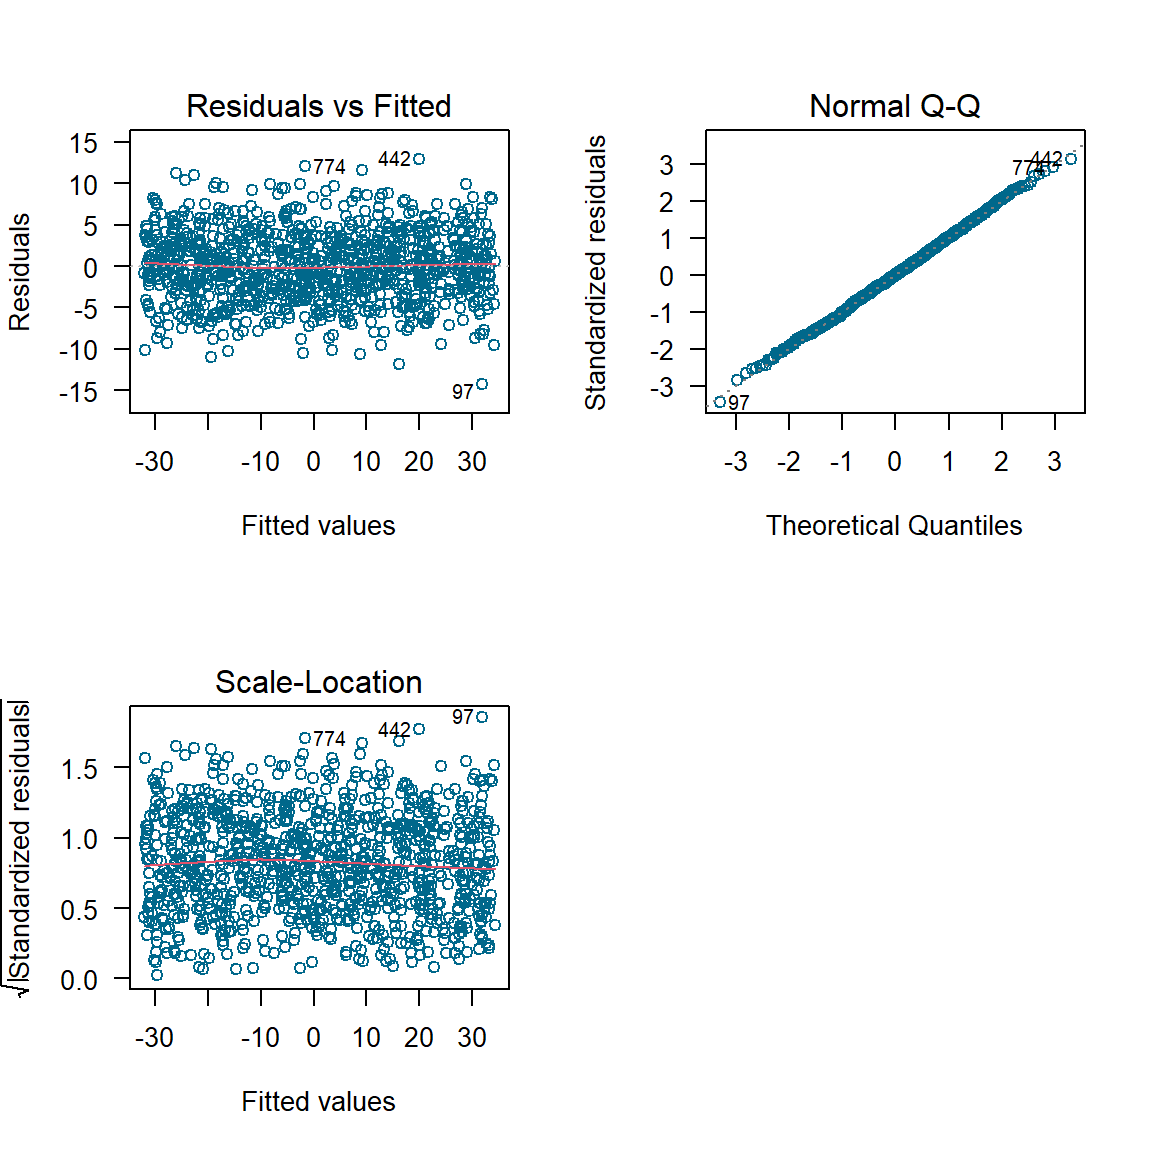 Residuals vs Fitted
15
10
5
0
-5
-10
-15
Residuals
774
442
97
-30 -10 0 10 20 30
Fitted values
Normal Q-Q
3
2
1
0
-1
-2
-3
Standardized residuals
442
774
97
-3 -2 -1 0 1 2 3
Theoretical Quantiles
Scale-Location
1.5
1.0
0.5
0.0
√|Standardized residuals|
97
442
774
-30 -10 0 10 20 30
Fitted values